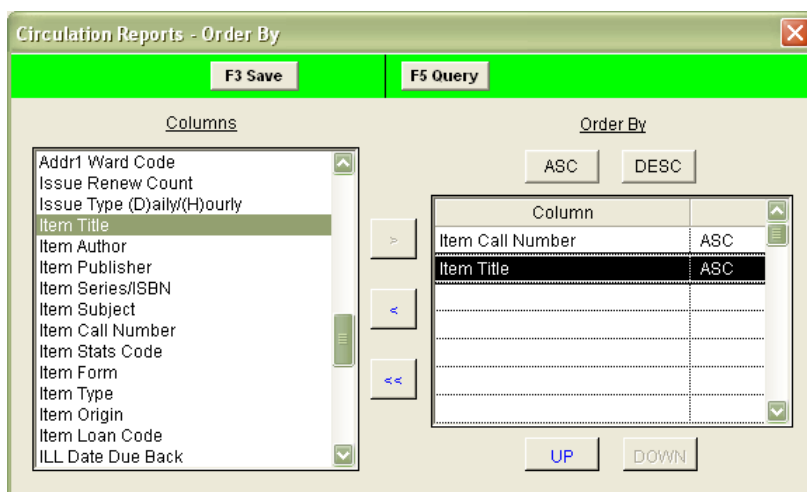 Circulation Reports - Order By
F3 Save
F5 Query
Columns
Addr1 Ward Code
Issue Renew Count
Issue Type (D)aily/(H)ourly
Item Title
Item Author
Item Publisher
Item Series/ISBN
Item Subject
Item Call Number
Item Stats Code
Item Form
Item Type
Item Origin
Item Loan Code
ILL Date Due Back
>
<
<<
Order By
ASC DESC
Column
Item Call Number ASC
Item Title ASC
UP DOWN